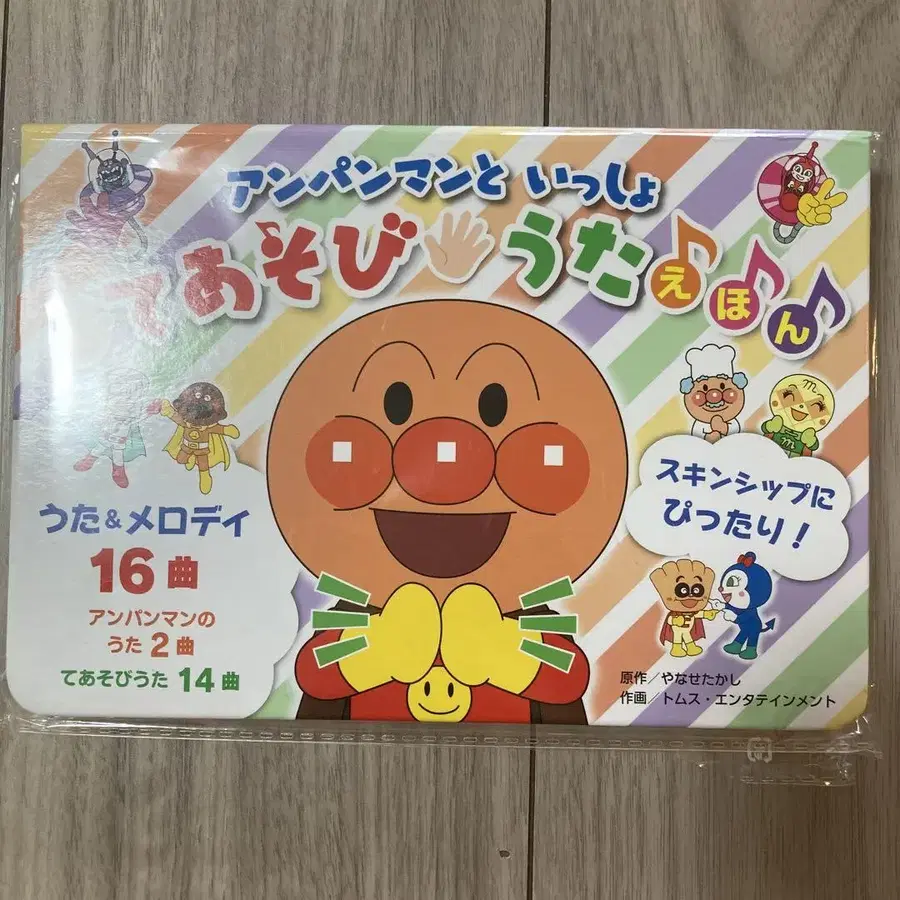 アンパンマンと いっしょ
てあそび うた えほん
うた&メロディ
16曲
アンパンマンの
うた 2曲
てあそびうた 14曲
スキンシップに
ぴったり!
原作/やなせたかし
作画/トムス・エンタテインメント